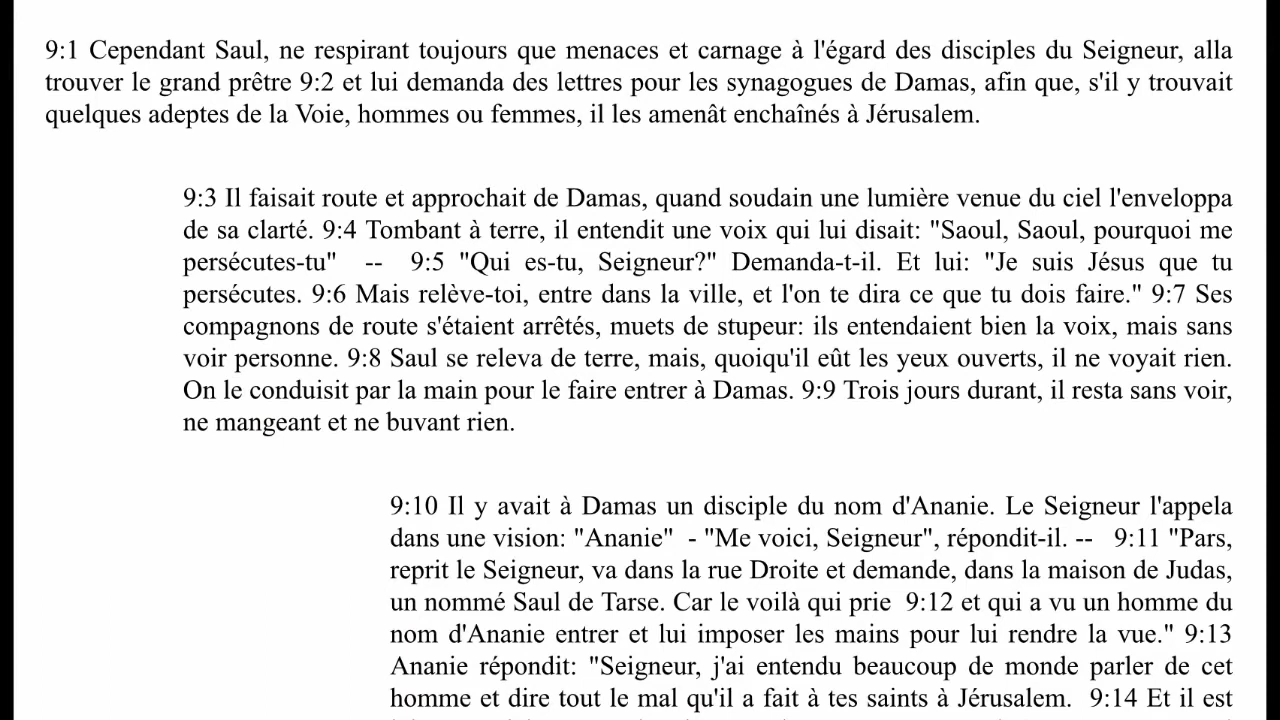 9:1 Cependant Saul, ne respirant toujours que menaces et carnage à l'égard des disciples du Seigneur, alla
trouver le grand prêtre 9:2 et lui demanda des lettres pour les synagogues de Damas, afin que, s'il y trouvait
quelques adeptes de la Voie, hommes ou femmes, il les amenât enchaînés à Jérusalem.
9:3 Il faisait route et approchait de Damas, quand soudain une lumière venue du ciel l'enveloppa
de sa clarté. 9:4 Tombant à terre, il entendit une voix qui lui disait: "Saoul, Saoul, pourquoi me
persécutes-tu" -- 9:5 "Qui es-tu, Seigneur?" Demanda-t-il. Et lui: "Je suis Jésus que tu
persécutes. 9:6 Mais relève-toi, entre dans la ville, et l'on te dira ce que tu dois faire." 9:7 Ses
compagnons de route s'étaient arrêtés, muets de stupeur: ils entendaient bien la voix, mais sans
voir personne. 9:8 Saul se releva de terre, mais, quoiqu'il eût les yeux ouverts, il ne voyait rien.
On le conduisit par la main pour le faire entrer à Damas. 9:9 Trois jours durant, il resta sans voir,
ne mangeant et ne buvant rien.
9:10 Il y avait à Damas un disciple du nom d'Ananie. Le Seigneur l'appela
dans une vision: "Ananie" - "Me voici, Seigneur", répondit-il. -- 9:11 "Pars,
reprit le Seigneur, va dans la rue Droite et demande, dans la maison de Judas,
un nommé Saul de Tarse. Car le voilà qui prie 9:12 et qui a vu un homme du
nom d'Ananie entrer et lui imposer les mains pour lui rendre la vue." 9:13
Ananie répondit: "Seigneur, j'ai entendu beaucoup de monde parler de cet
homme et dire tout le mal qu'il a fait à tes saints à Jérusalem. 9:14 Et il est